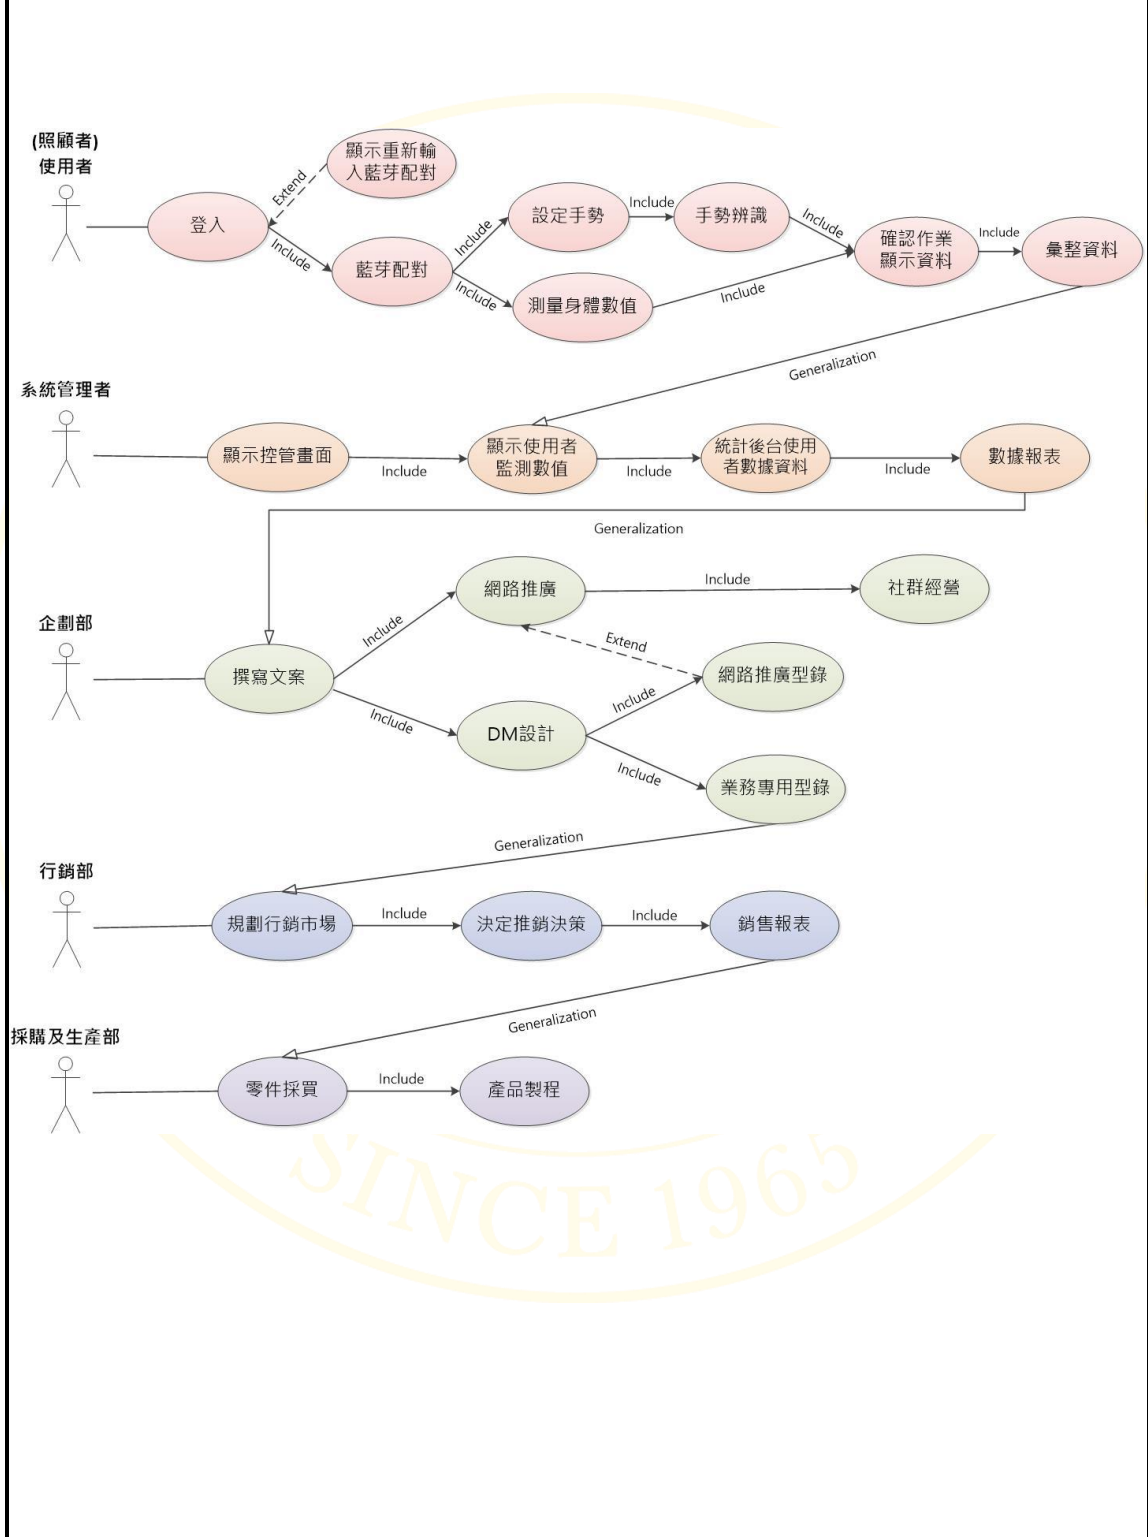 (照顧者)
使用者
顯示重新輸
入藍芽配對
Extend
登入
Include
藍芽配對
Include
Include
設定手勢
Include
手勢辨識
Include
測量身體數值
Include
確認作業
顯示資料
Include
彙整資料
Generalization
系統管理者
顯示控管畫面
Include
顯示使用者
監測數值
Include
統計後台使用
者數據資料
Include
數據報表
Generalization
企劃部
撰寫文案
Include
Include
網路推廣
Include
社群經營
Extend
DM設計
Include
Include
網路推廣型錄
業務專用型錄
Generalization
行銷部
規劃行銷市場
Include
決定推銷決策
Include
銷售報表
Generalization
採購及生產部
零件採買
Include
產品製程
SINCE 1965